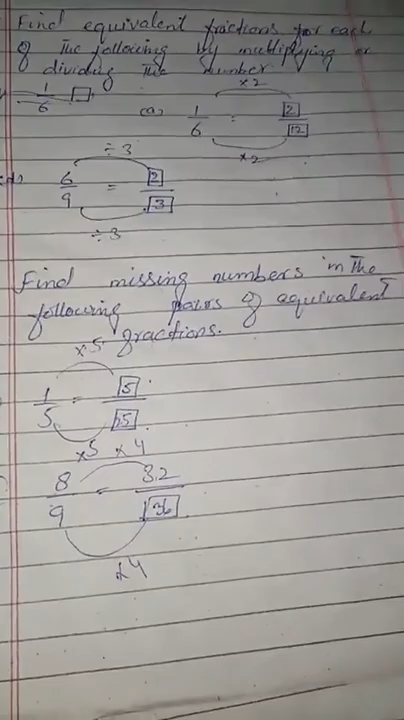 Find equivalent fractions for each
of the following by multiplying or
dividing the number
1/6
(a) 1/6 = 2/12
×2
×2
÷3
(d) 6/9 = 2/3
÷3
Find missing numbers in the
following pairs of equivalent
fractions.
×5
1/5 = 5/
×5 ×4
8/9 = 32/36
×4